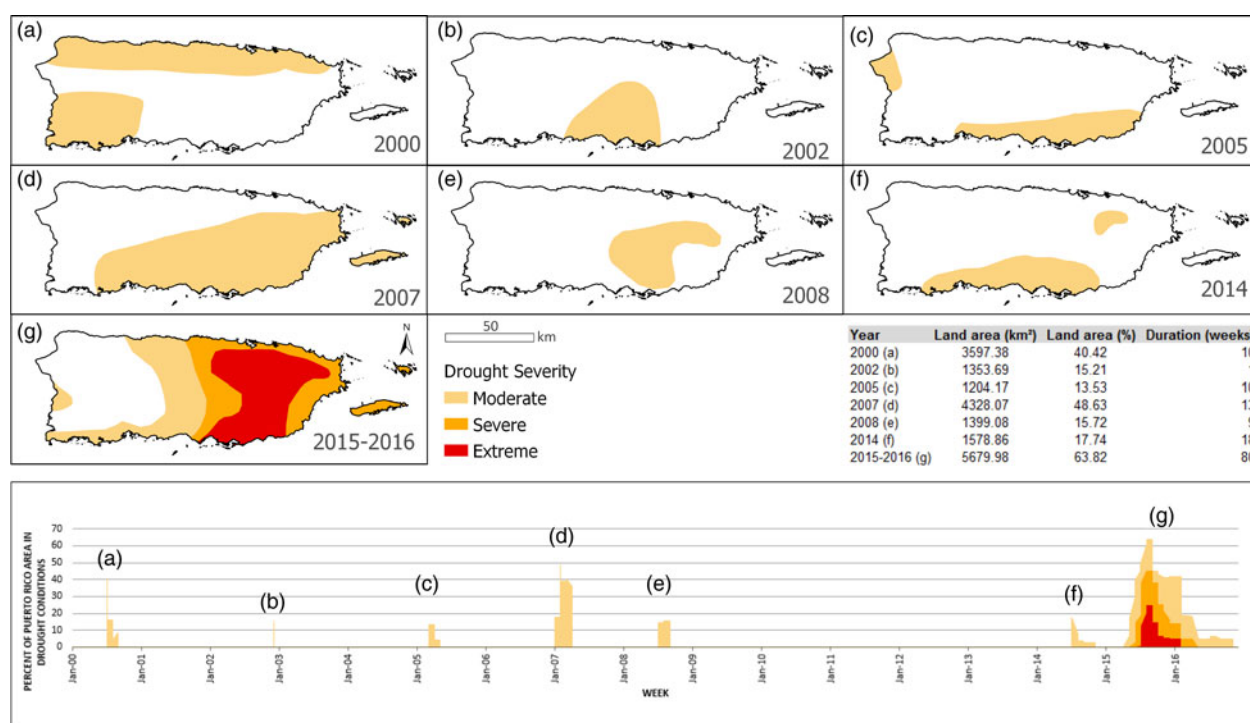 (a)
2000
(b)
2002
(c)
2005
(d)
2007
(e)
2008
(f)
2014
(g)
N
2015-2016
50
km
Drought Severity
Moderate
Severe
Extreme
Year Land area (km²) Land area (%) Duration (weeks
2000 (a) 3597.38 40.42
2002 (b) 1353.69 15.21
2005 (c) 1204.17 13.53
2007 (d) 4328.07 48.63
2008 (e) 1399.08 15.72
2014 (f) 1578.86 17.74
2015-2016 (g) 5679.98 63.82
PERCENT OF PUERTO RICO AREA IN
DROUGHT CONDITIONS
70
60
50
40
30
20
10
0
(a)
(b)
(c)
(d)
(e)
(f)
(g)
Jan-00 Jan-01 Jan-02 Jan-03 Jan-04 Jan-05 Jan-06 Jan-07 Jan-08 Jan-09 Jan-10 Jan-11 Jan-12 Jan-13 Jan-14 Jan-15 Jan-16
WEEK